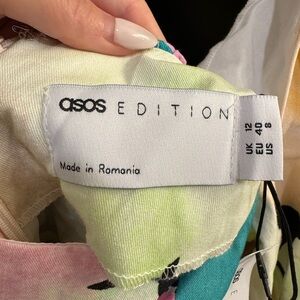 asos EDITION
Made in Romania
UK 12
EU 40
US 8